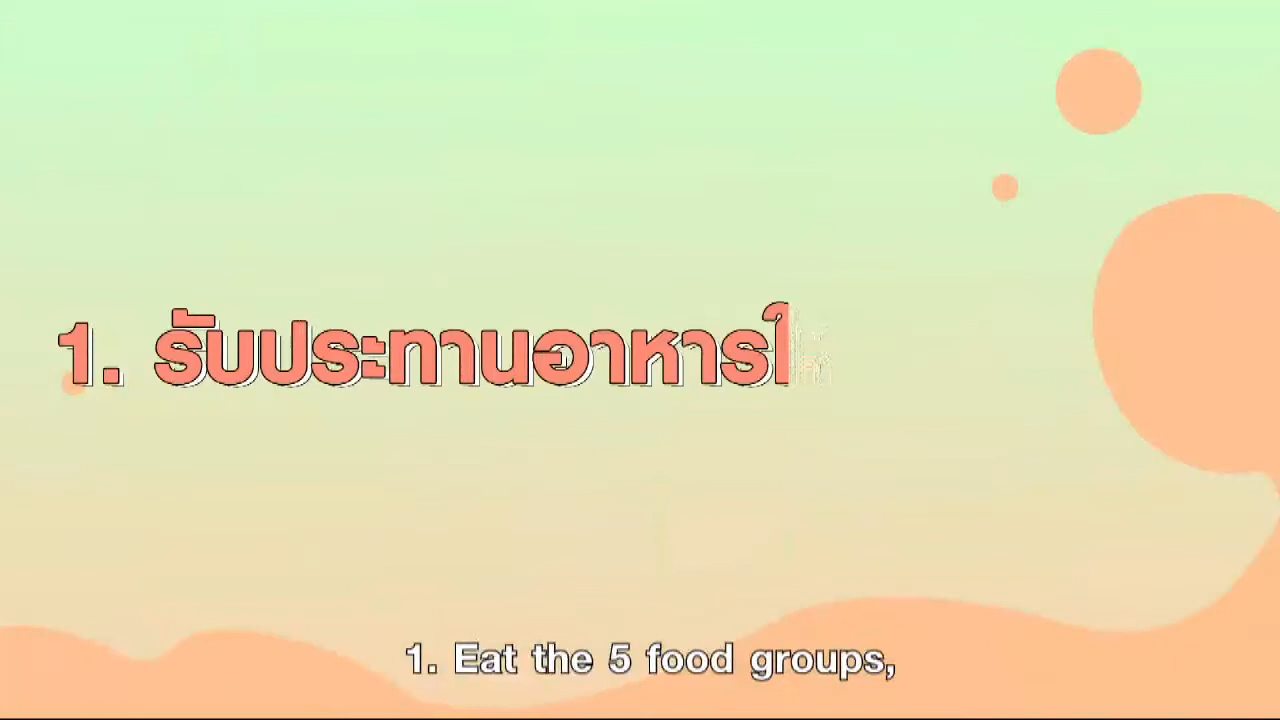 1. รับประทานอาหารใ
1. Eat the 5 food groups,